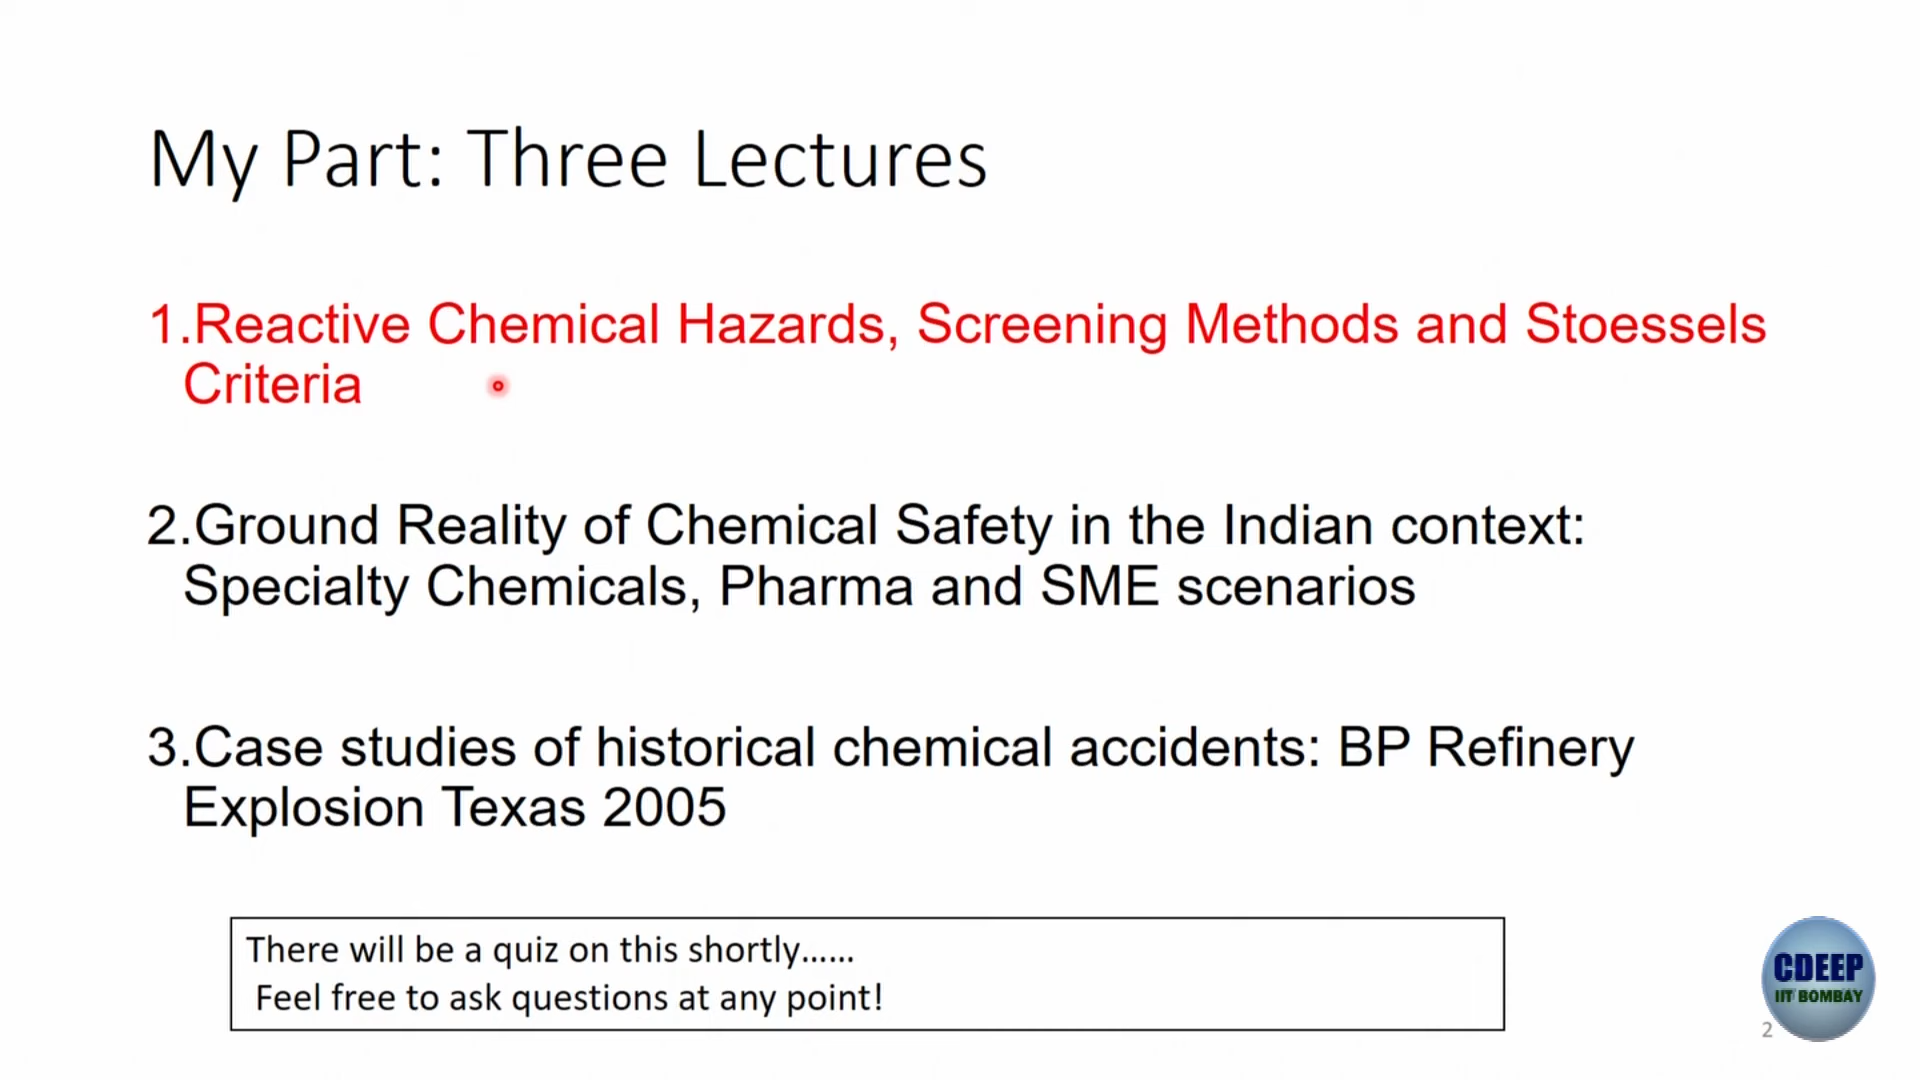 My Part: Three Lectures
1.Reactive Chemical Hazards, Screening Methods and Stoessels
Criteria
2.Ground Reality of Chemical Safety in the Indian context:
Specialty Chemicals, Pharma and SME scenarios
3.Case studies of historical chemical accidents: BP Refinery
Explosion Texas 2005
There will be a quiz on this shortly……
Feel free to ask questions at any point!
CDEEP
IIT BOMBAY
2